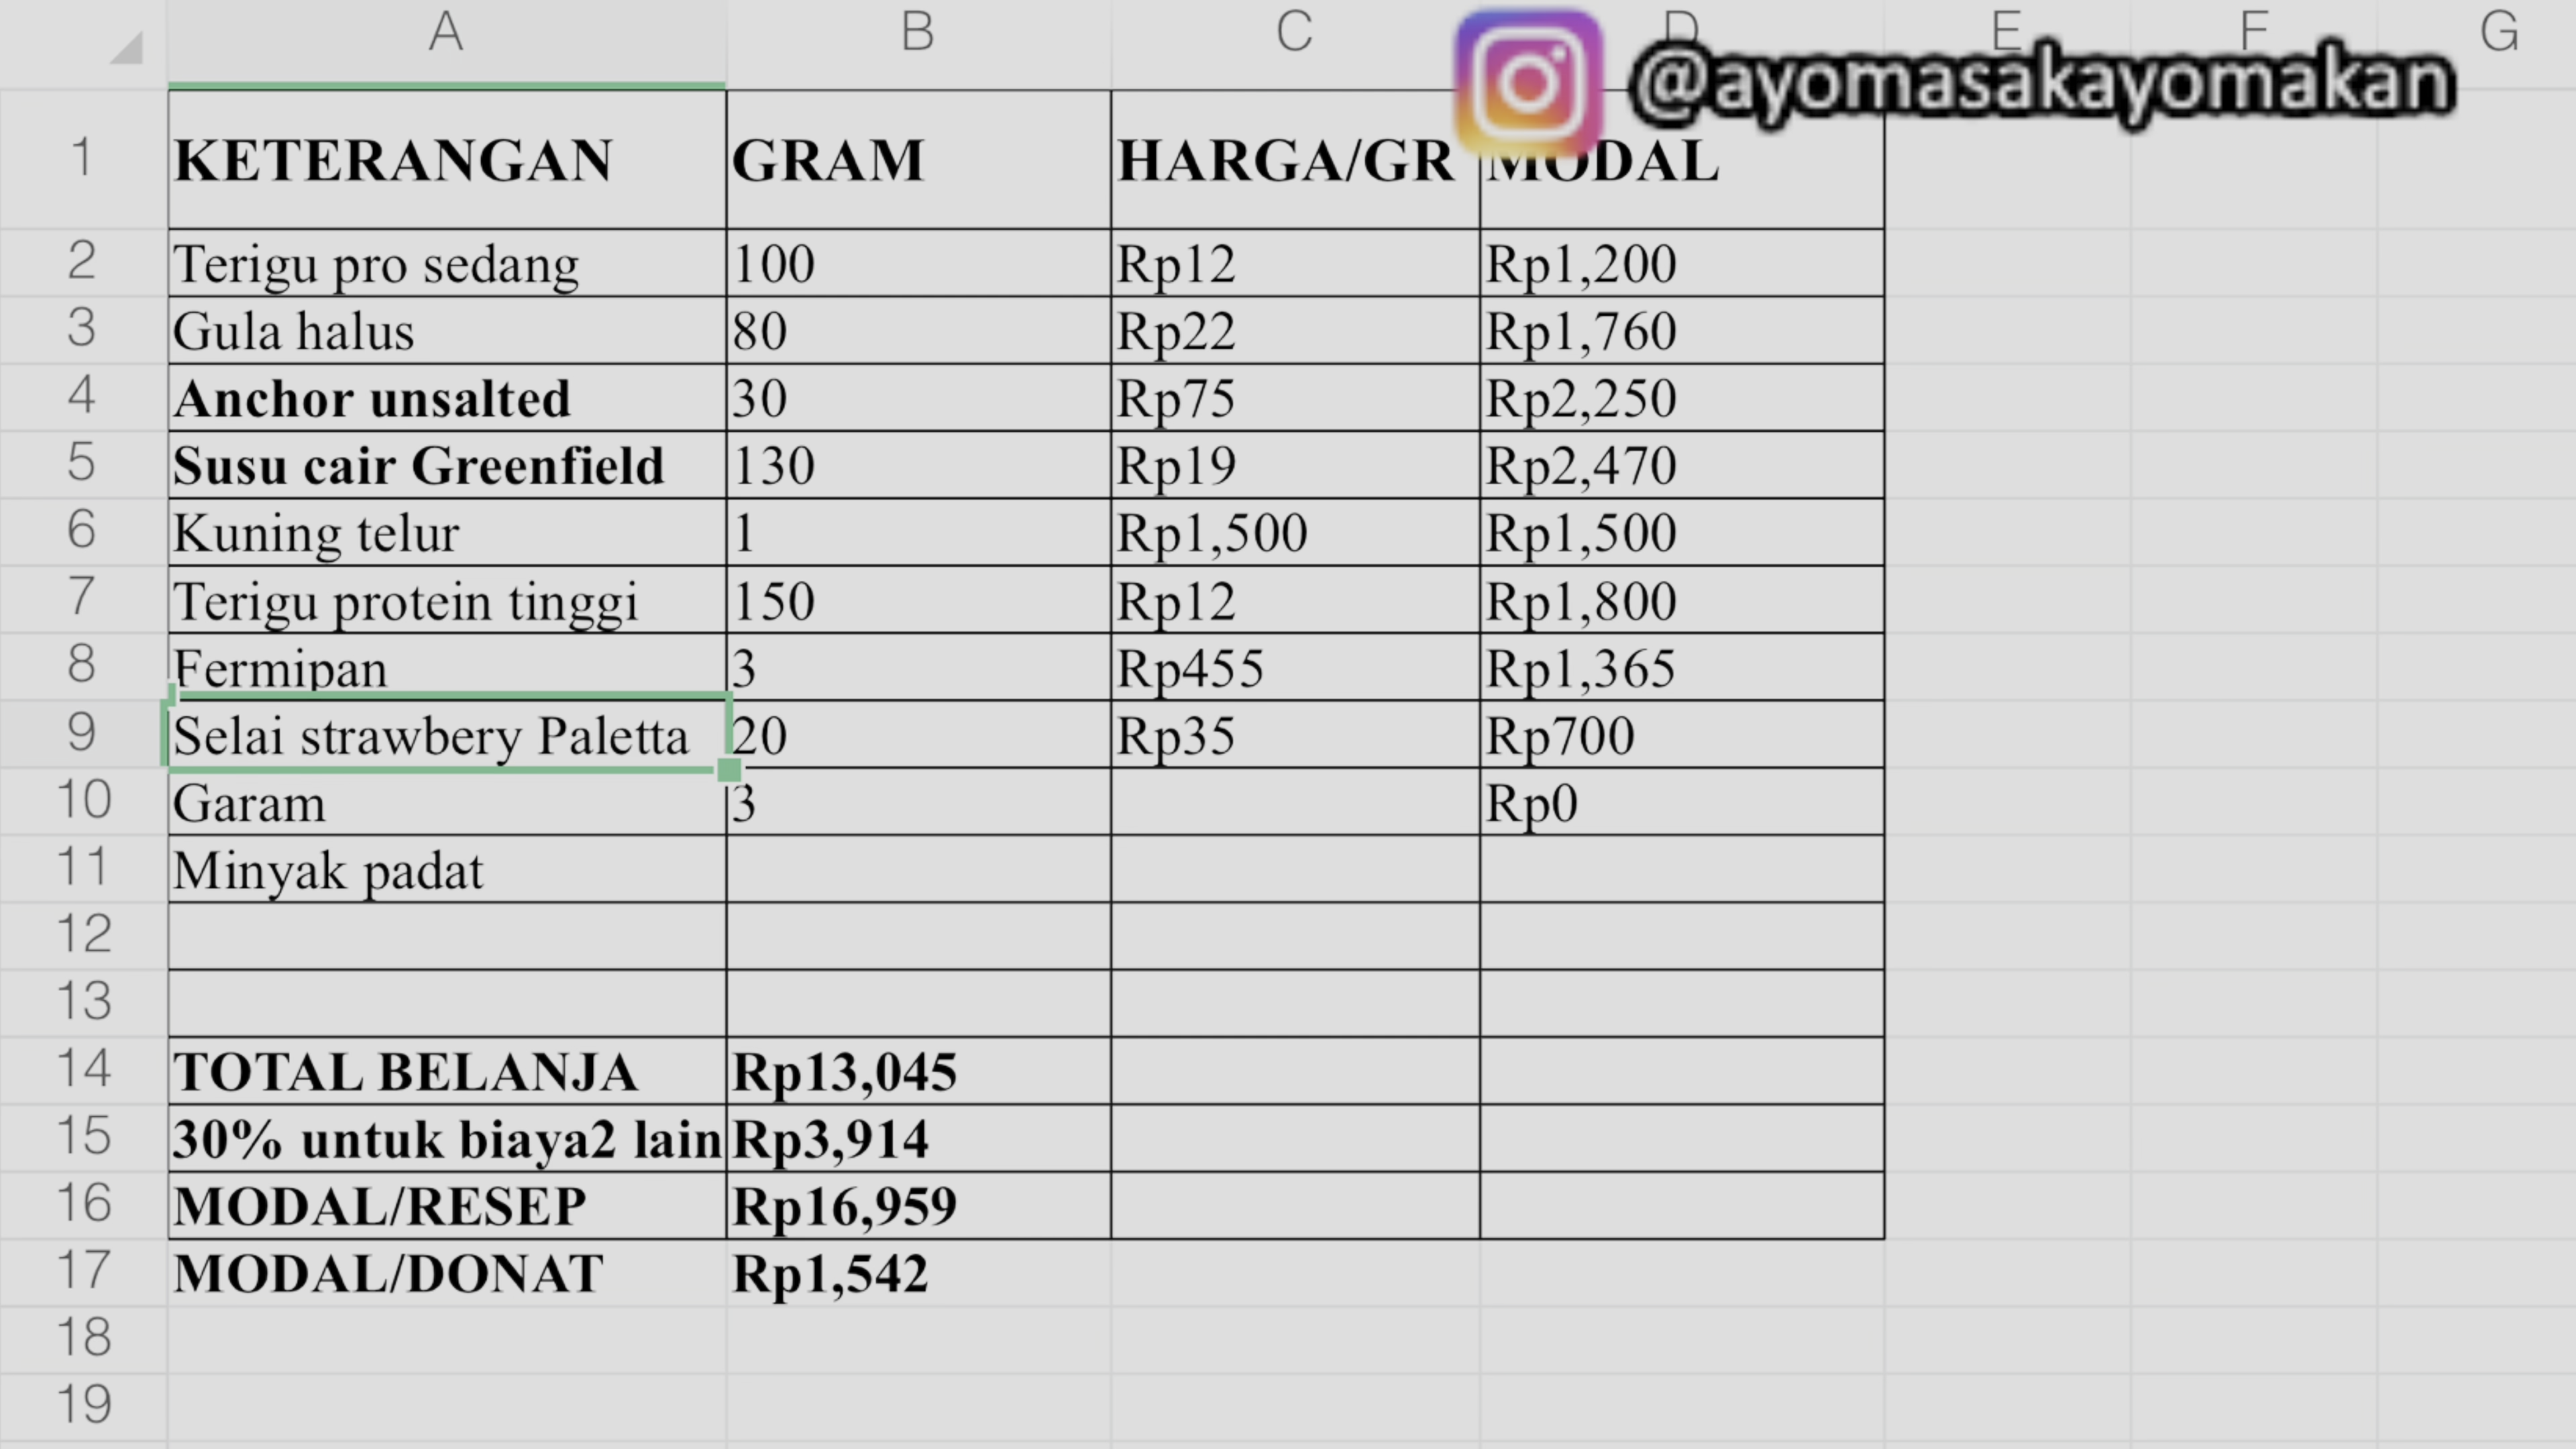 A B C D E F G
@ayomasakayomakan
1 KETERANGAN GRAM HARGA/GR MODAL
2 Terigu pro sedang 100 Rp12 Rp1,200
3 Gula halus 80 Rp22 Rp1,760
4 Anchor unsalted 30 Rp75 Rp2,250
5 Susu cair Greenfield 130 Rp19 Rp2,470
6 Kuning telur 1 Rp1,500 Rp1,500
7 Terigu protein tinggi 150 Rp12 Rp1,800
8 Fermipan 3 Rp455 Rp1,365
9 Selai strawbery Paletta 20 Rp35 Rp700
10 Garam 3 Rp0
11 Minyak padat
12
13
14 TOTAL BELANJA Rp13,045
15 30% untuk biaya2 lain Rp3,914
16 MODAL/RESEP Rp16,959
17 MODAL/DONAT Rp1,542
18
19